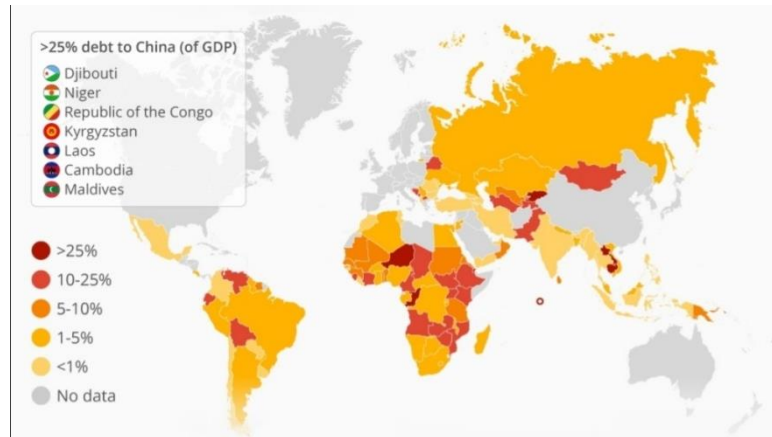 >25% debt to China (of GDP)
Djibouti
Niger
Republic of the Congo
Kyrgyzstan
Laos
Cambodia
Maldives
>25%
10-25%
5-10%
1-5%
<1%
No data